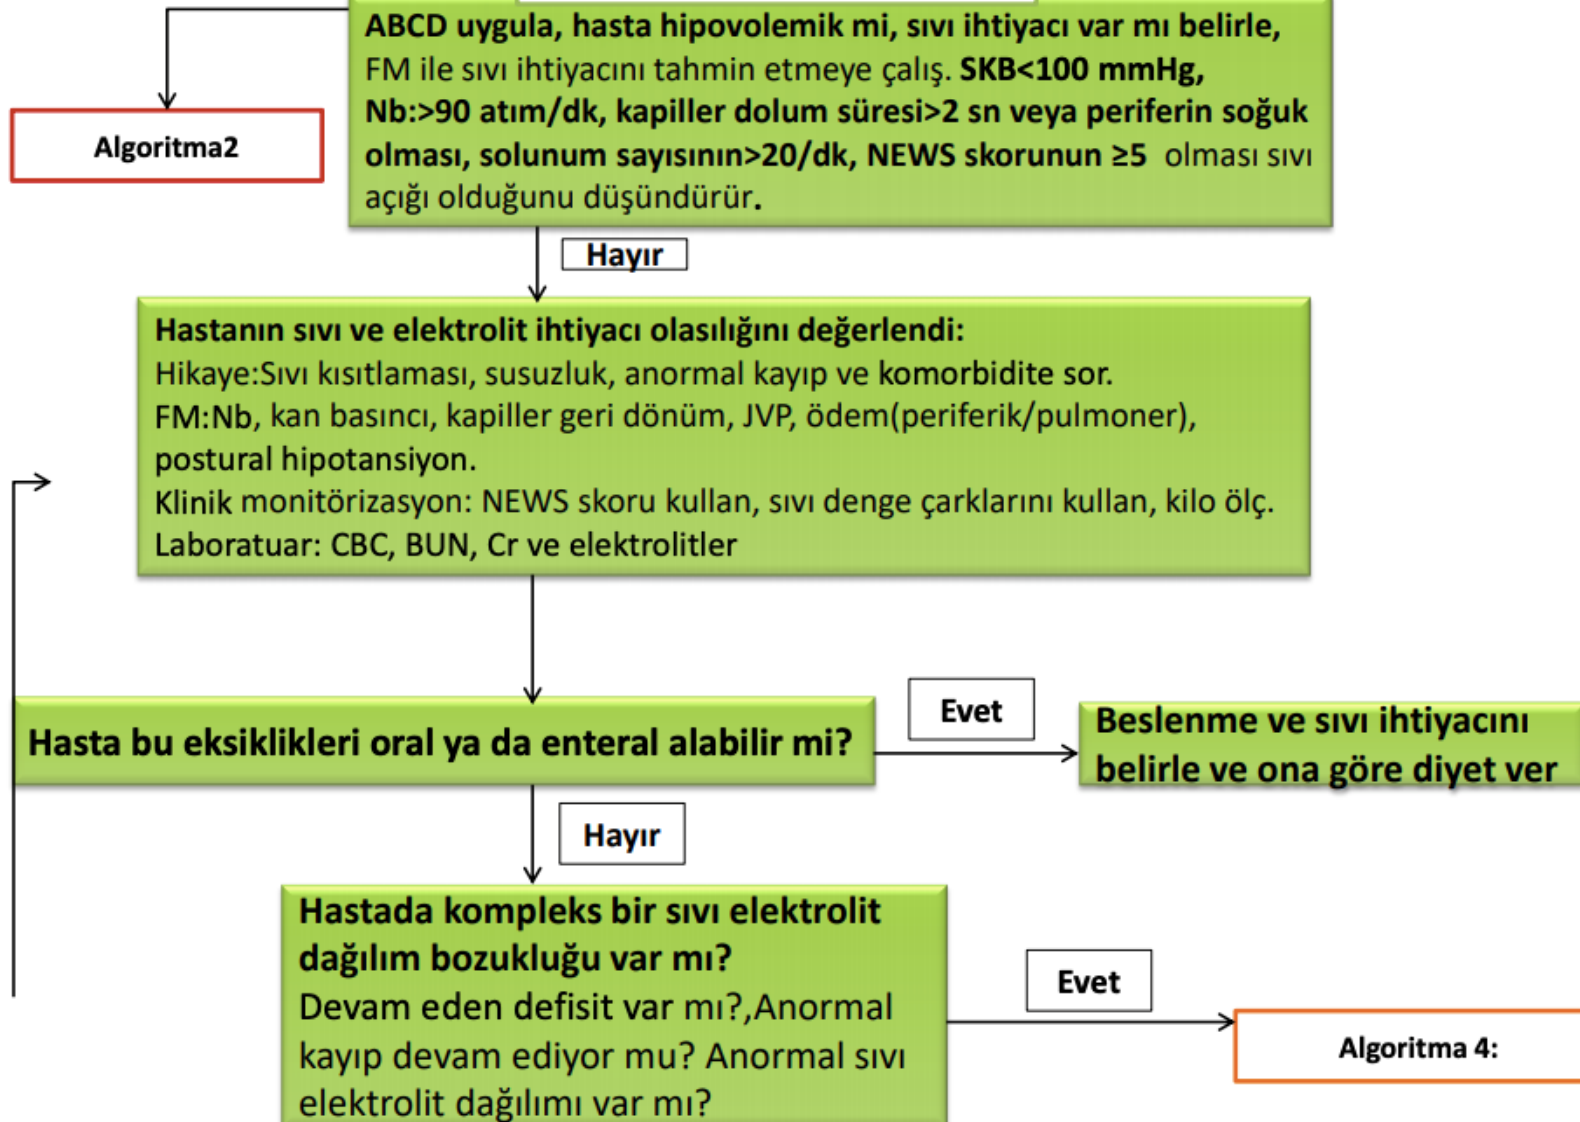 ABCD uygula, hasta hipovolemik mi, sıvı ihtiyacı var mı belirle,
FM ile sıvı ihtiyacını tahmin etmeye çalış. SKB<100 mmHg,
Nb:>90 atım/dk, kapiller dolum süresi>2 sn veya periferin soğuk
olması, solunum sayısının>20/dk, NEWS skorunun ≥5 olması sıvı
açığı olduğunu düşündürür.
Algoritma2
Hayır
Hastanın sıvı ve elektrolit ihtiyacı olasılığını değerlendi:
Hikaye:Sıvı kısıtlaması, susuzluk, anormal kayıp ve komorbidite sor.
FM:Nb, kan basıncı, kapiller geri dönüm, JVP, ödem(periferik/pulmoner),
postural hipotansiyon.
Klinik monitörizasyon: NEWS skoru kullan, sıvı denge çarklarını kullan, kilo ölç.
Laboratuar: CBC, BUN, Cr ve elektrolitler
Hasta bu eksiklikleri oral ya da enteral alabilir mi?
Evet
Beslenme ve sıvı ihtiyacını
belirle ve ona göre diyet ver
Hayır
Hastada kompleks bir sıvı elektrolit
dağılım bozukluğu var mı?
Devam eden defisit var mı?,Anormal
kayıp devam ediyor mu? Anormal sıvı
elektrolit dağılımı var mı?
Evet
Algoritma 4: